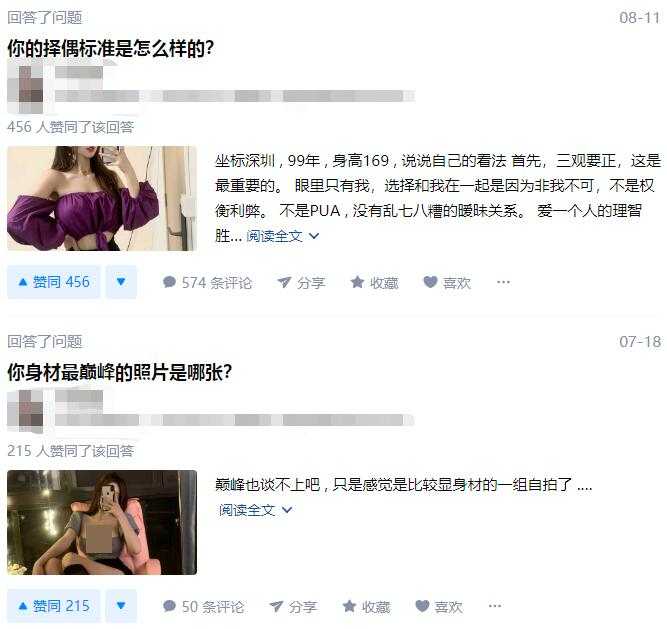 回答了问题 08-11
你的择偶标准是怎么样的?
456 人赞同了该回答
坐标深圳，99年，身高169，说说自己的看法 首先，三观要正，这是
最重要的。 眼里只有我，选择和我在一起是因为非我不可，不是权
衡利弊。 不是PUA，没有乱七八糟的暧昧关系。 爱一个人的理智
胜... 阅读全文
赞同 456 574 条评论 分享 收藏 喜欢 ...
回答了问题 07-18
你身材最巅峰的照片是哪张?
215 人赞同了该回答
巅峰也谈不上吧，只是感觉是比较显身材的一组自拍了 ....
阅读全文
赞同 215 50 条评论 分享 收藏 喜欢 ...